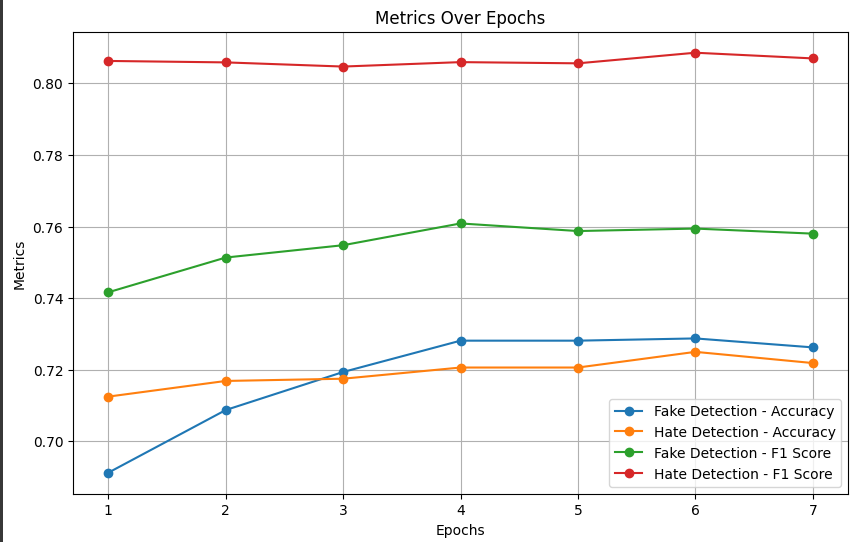 Metrics Over Epochs
Metrics
0.80
0.78
0.76
0.74
0.72
0.70
1 2 3 4 5 6 7
Epochs
Fake Detection - Accuracy
Hate Detection - Accuracy
Fake Detection - F1 Score
Hate Detection - F1 Score